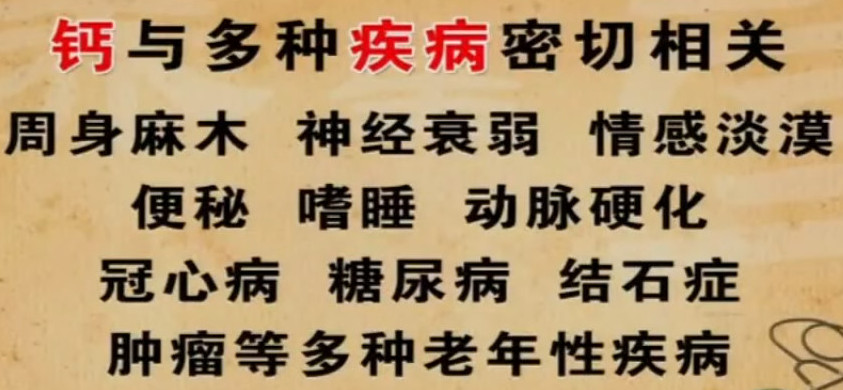 钙与多种疾病密切相关
周身麻木 神经衰弱 情感淡漠
便秘 嗜睡 动脉硬化
冠心病 糖尿病 结石症
肿瘤等多种老年性疾病